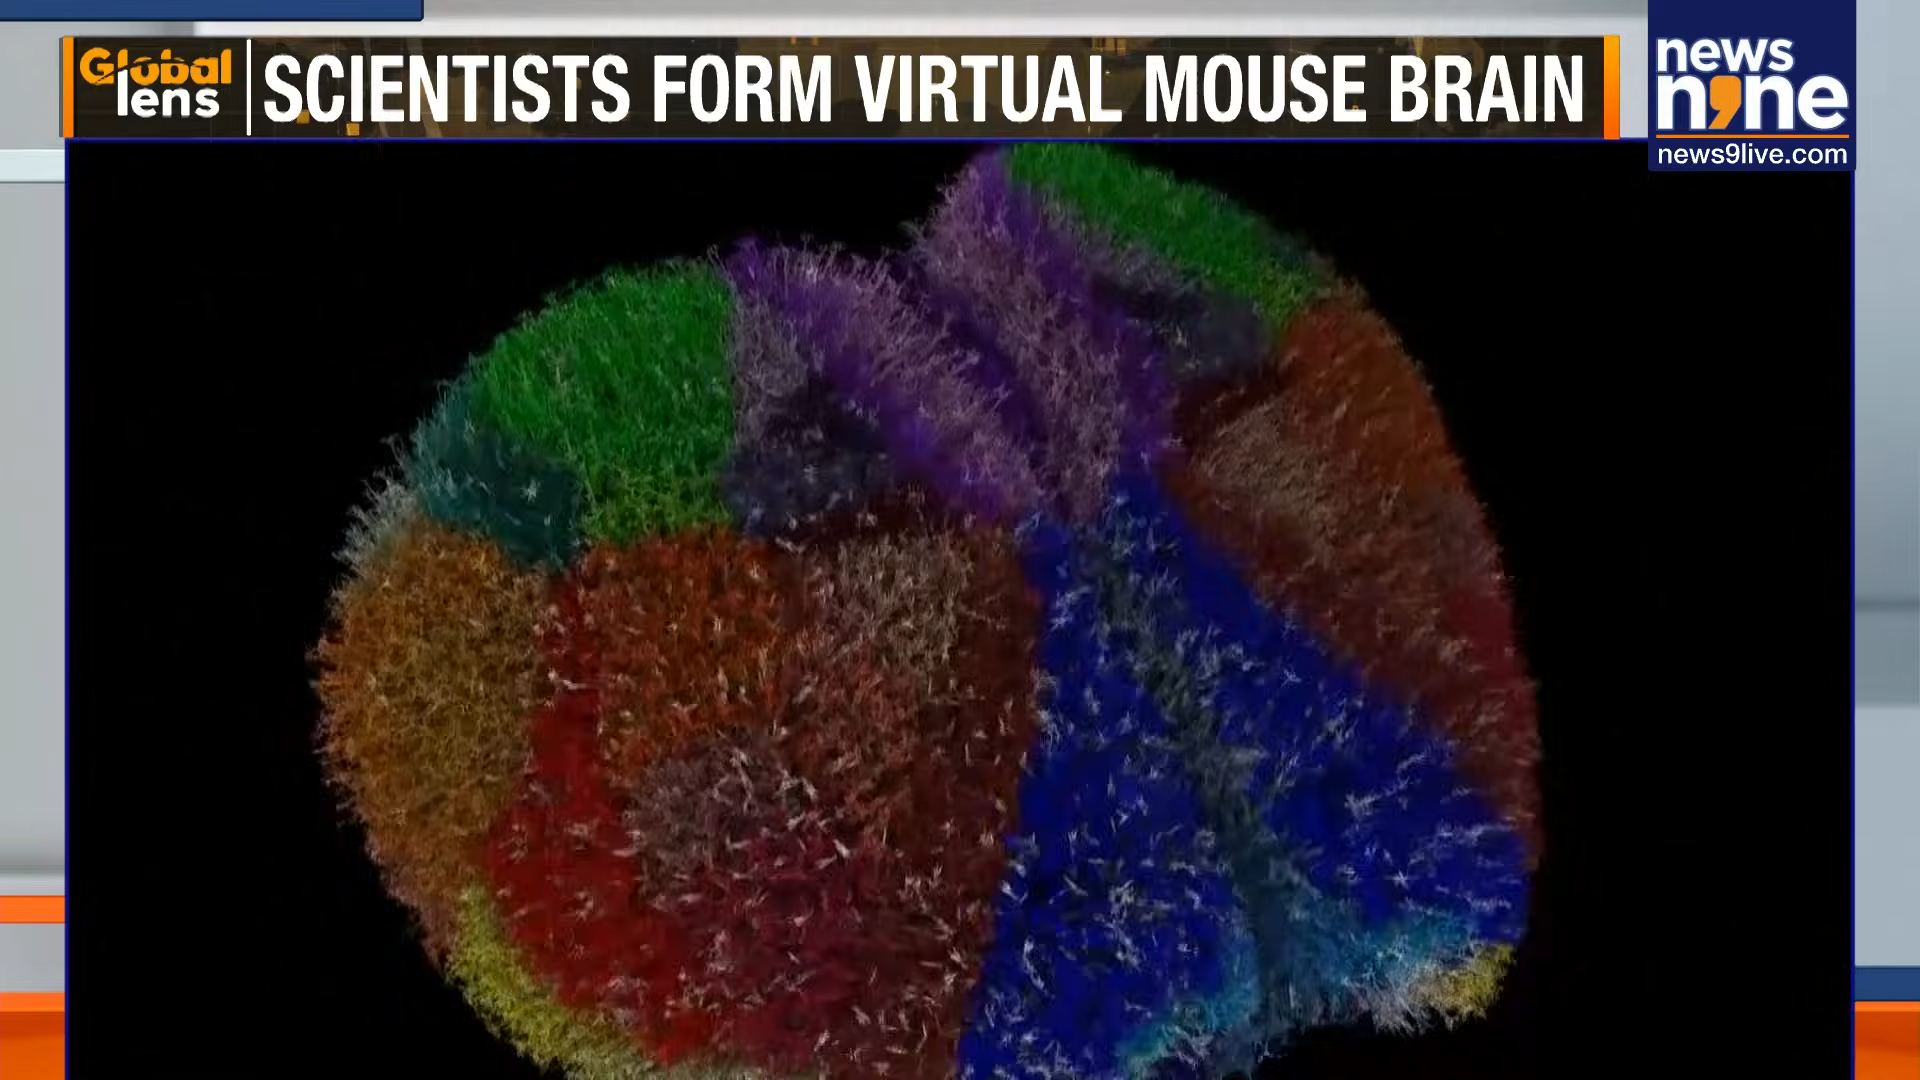 Global
lens
SCIENTISTS FORM VIRTUAL MOUSE BRAIN
news
nine
news9live.com